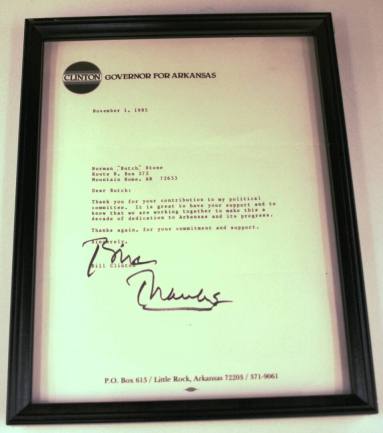 CLINTON GOVERNOR FOR ARKANSAS
November 1, 1985
Norman "Butch" Stone
Route 9, Box 272
Mountain Home, AR 72653
Dear Butch:
Thank you for your contribution to my political
committee. It is great to have your support and to
know that we are working together to make this a
decade of dedication to Arkansas and its progress.
Thanks again, for your commitment and support.
Sincerely,
Bill
Bill Clinton
Thanks
P.O. Box 615 / Little Rock, Arkansas 72203 / 371-9061